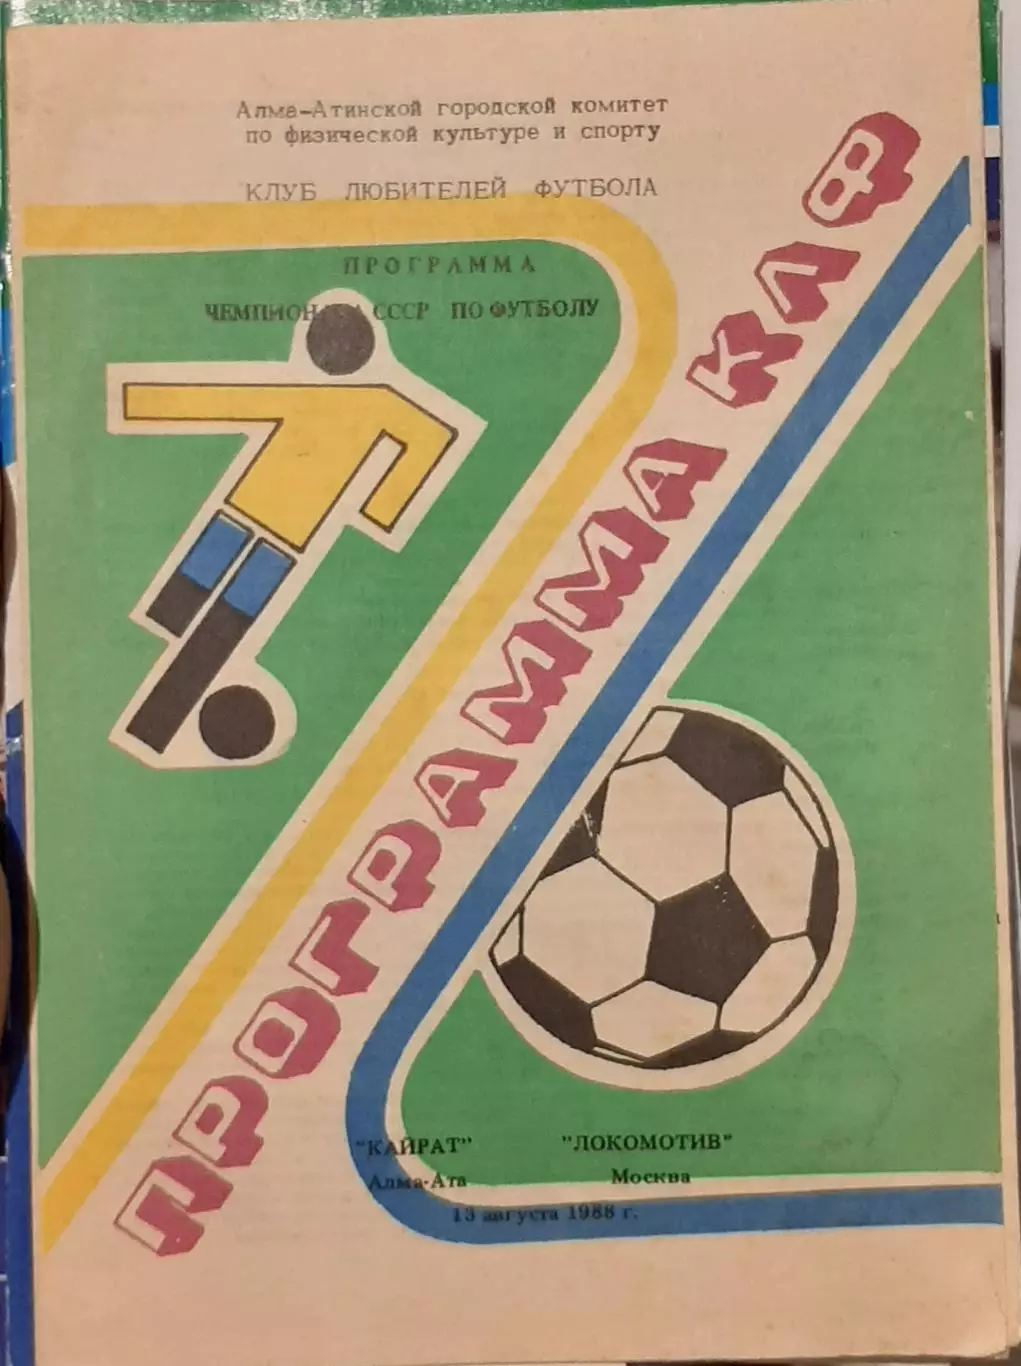 Алма-Атинской городской комитет
по физической культуре и спорту
КЛУБ ЛЮБИТЕЛЕЙ ФУТБОЛА
ПРОГРАММА
ЧЕМПИОНАТА СССР ПО ФУТБОЛУ
ПРОГРАММА КЛФ
"КАЙРАТ" "ЛОКОМОТИВ"
Алма-Ата Москва
13 августа 1988 г.